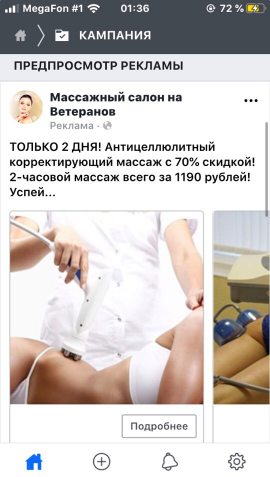 MegaFon #1 01:36 72 %
КАМПАНИЯ
ПРЕДПРОСМОТР РЕКЛАМЫ
Массажный салон на
Ветеранов
Реклама ·
ТОЛЬКО 2 ДНЯ! Антицеллюлитный
корректирующий массаж с 70% скидкой!
2-часовой массаж всего за 1190 рублей!
Успей...
Подробнее